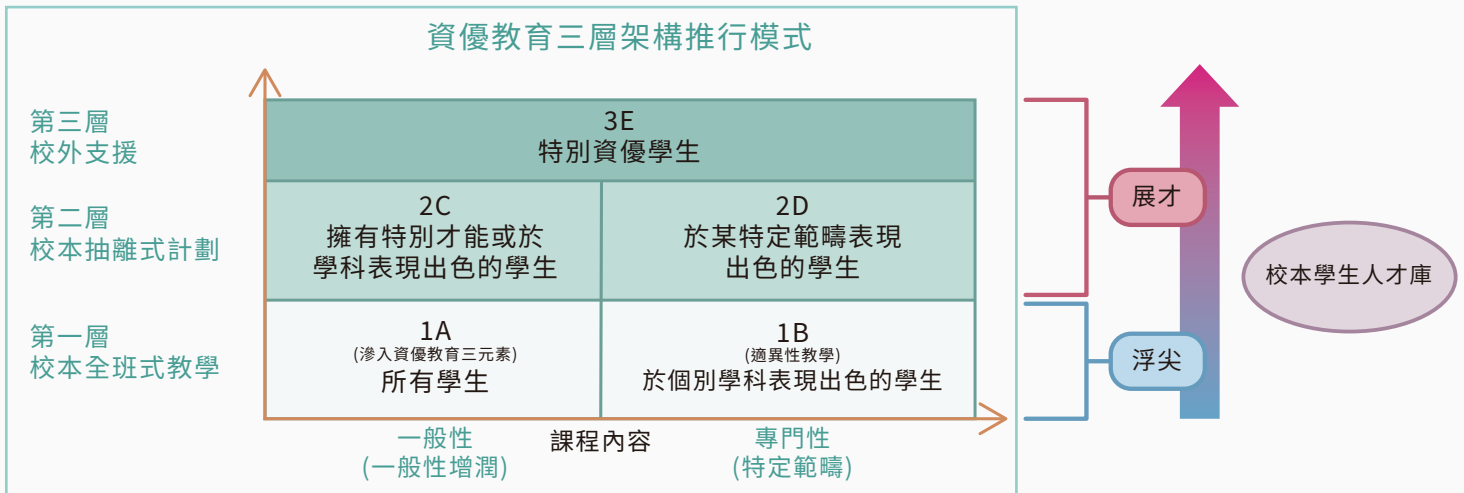 資優教育三層架構推行模式
第三層
校外支援
3E
特別資優學生
第二層
校本抽離式計劃
2C
擁有特別才能或於
學科表現出色的學生
2D
於某特定範疇表現
出色的學生
第一層
校本全班式教學
1A
(滲入資優教育三元素)
所有學生
1B
(適異性教學)
於個別學科表現出色的學生
一般性
(一般性增潤)
課程內容
專門性
(特定範疇)
展才
浮尖
校本學生人才庫